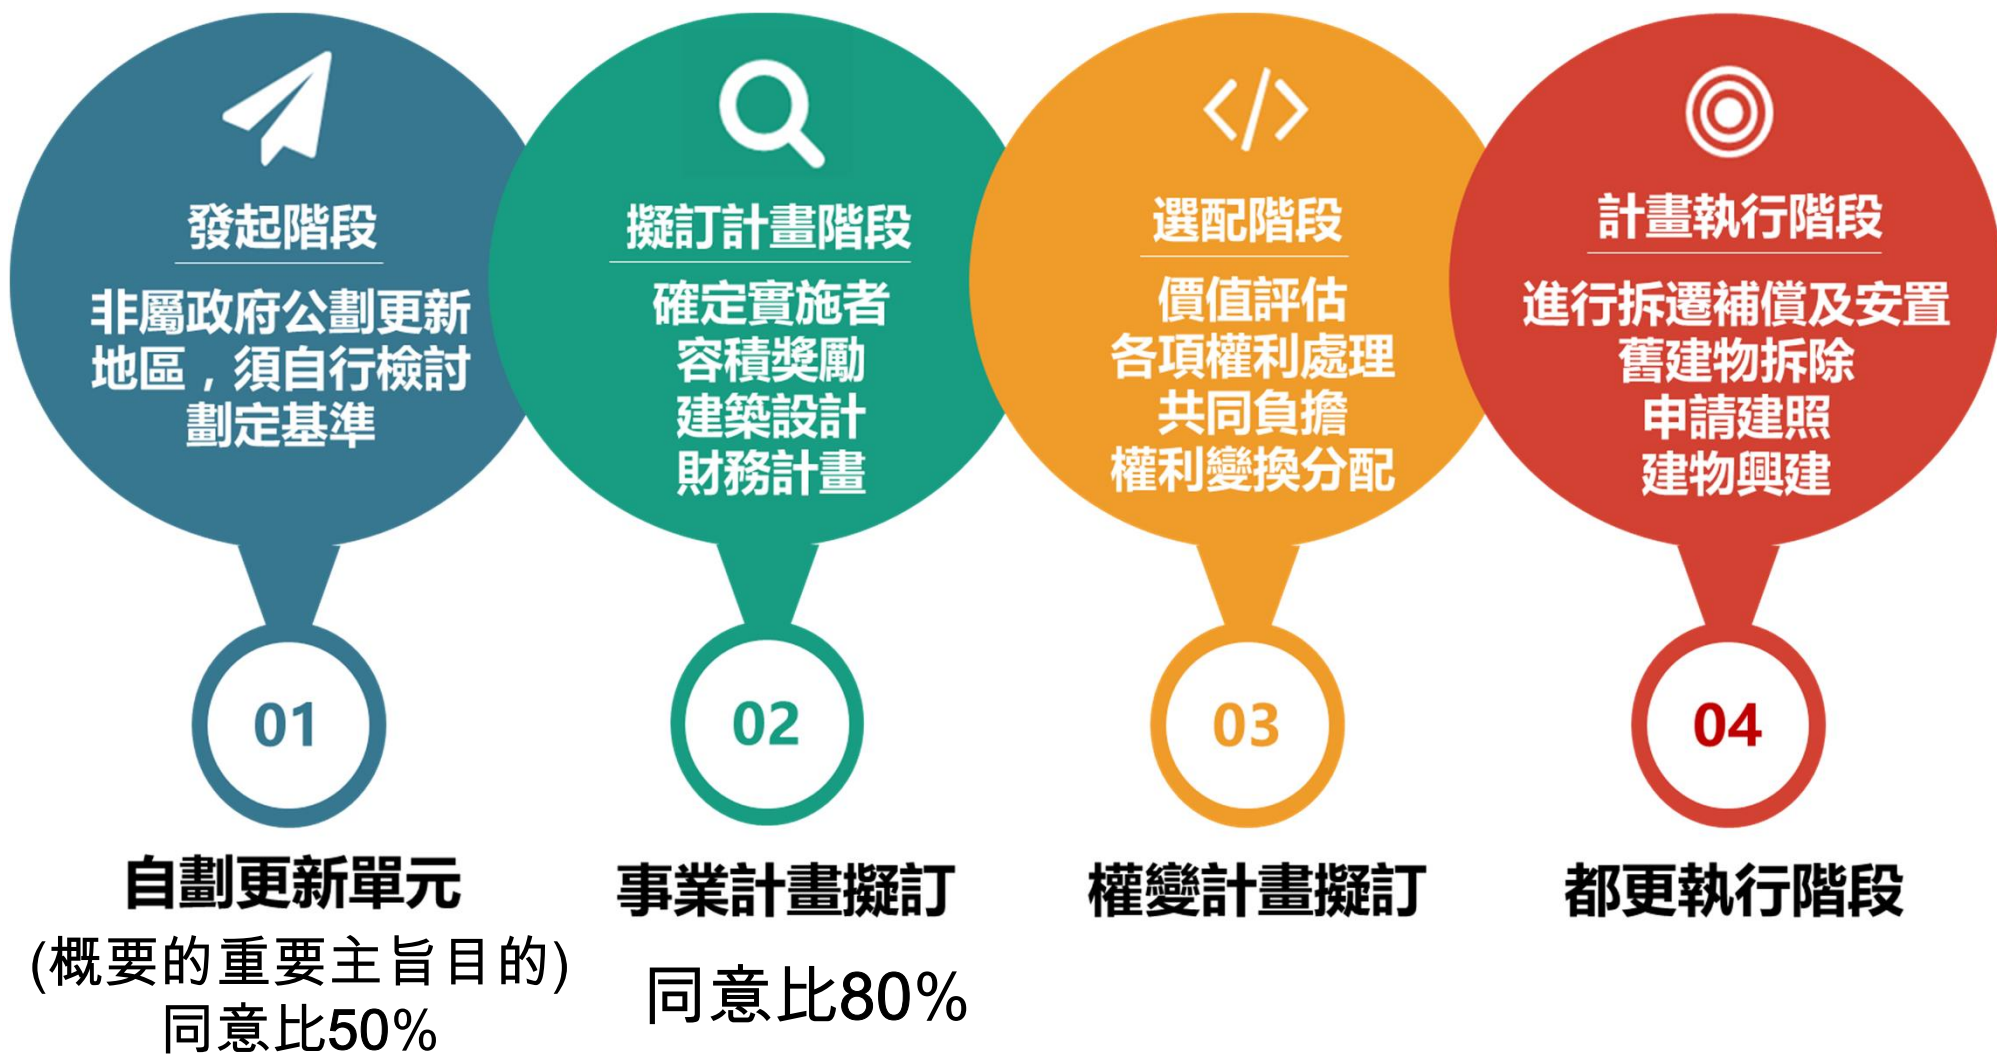 發起階段
非屬政府公劃更新
地區，須自行檢討
劃定基準
01
自劃更新單元
(概要的重要主旨目的)
同意比50%
擬訂計畫階段
確定實施者
容積獎勵
建築設計
財務計畫
02
事業計畫擬訂
同意比80%
選配階段
價值評估
各項權利處理
共同負擔
權利變換分配
03
權變計畫擬訂
計畫執行階段
進行拆遷補償及安置
舊建物拆除
申請建照
建物興建
04
都更執行階段